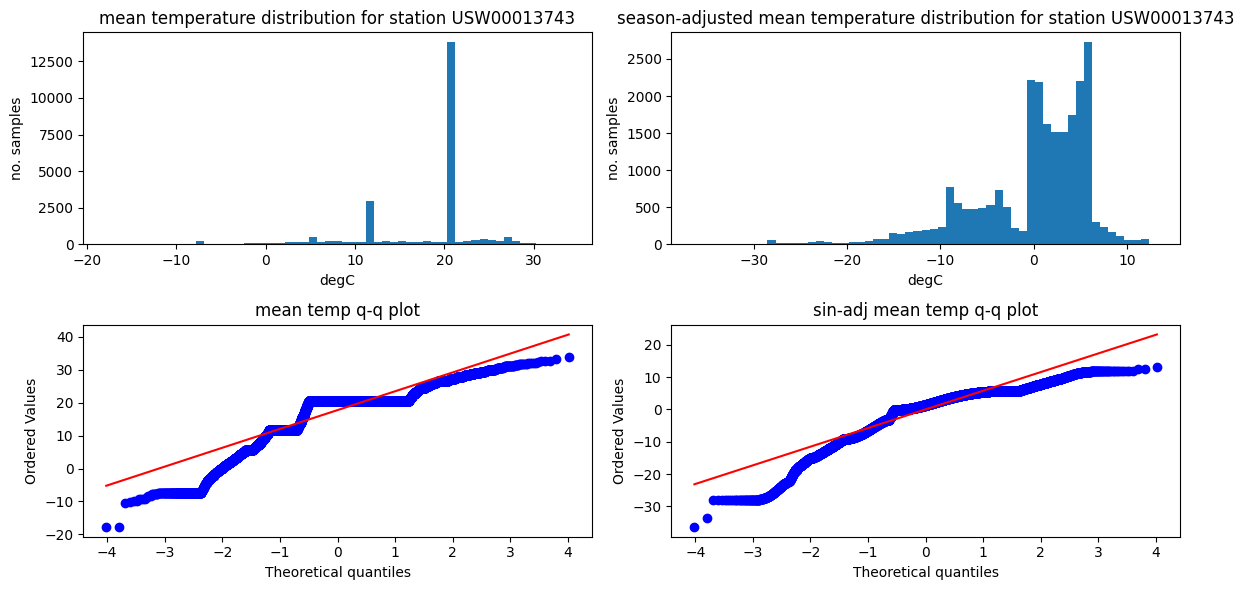 mean temperature distribution for station USW00013743
no. samples
12500
10000
7500
5000
2500
0
−20 −10 0 10 20 30
degC
season-adjusted mean temperature distribution for station USW00013743
no. samples
2500
2000
1500
1000
500
0
−30 −20 −10 0 10
degC
mean temp q-q plot
Ordered Values
40
30
20
10
0
−10
−20
−4 −3 −2 −1 0 1 2 3 4
Theoretical quantiles
sin-adj mean temp q-q plot
Ordered Values
20
10
0
−10
−20
−30
−4 −3 −2 −1 0 1 2 3 4
Theoretical quantiles